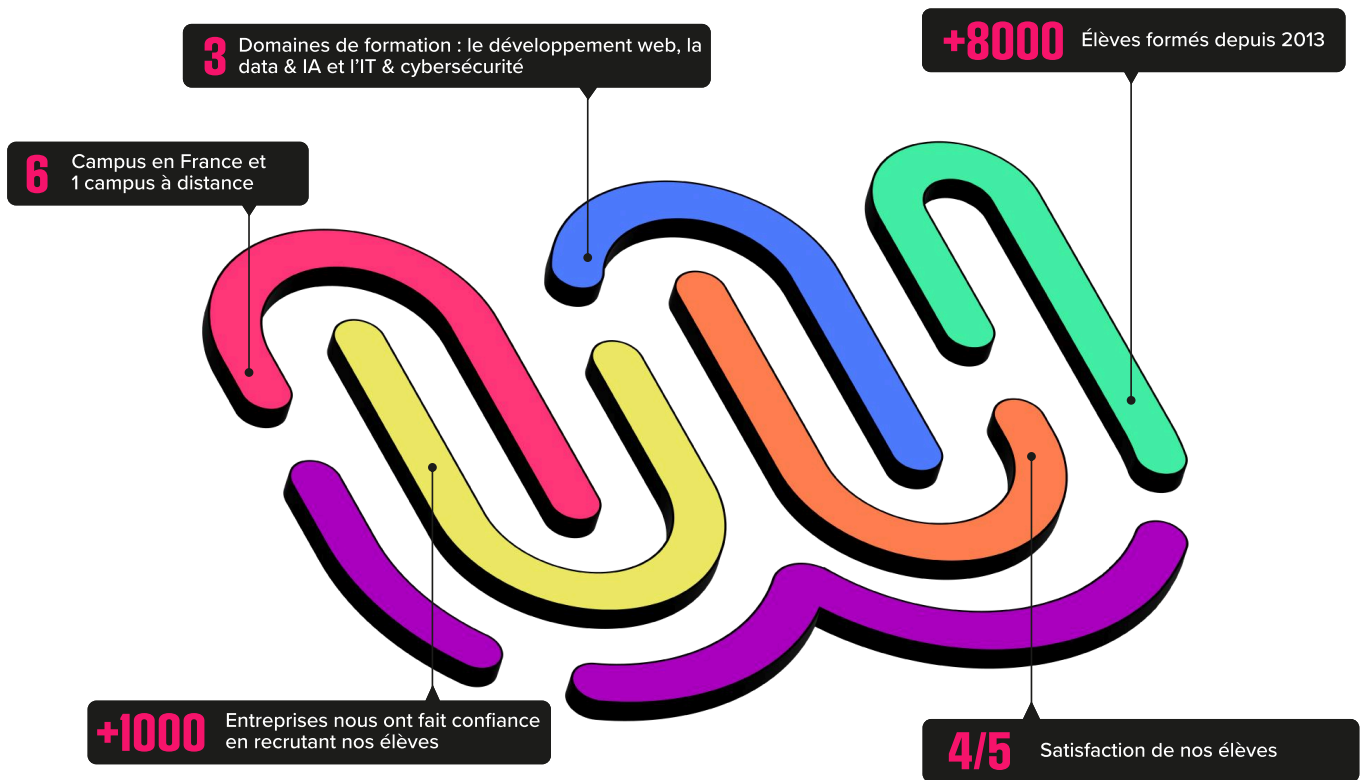 3 Domaines de formation : le développement web, la
data & IA et l'IT & cybersécurité
+8000 Élèves formés depuis 2013
6 Campus en France et
1 campus à distance
+1000 Entreprises nous ont fait confiance
en recrutant nos élèves
4/5 Satisfaction de nos élèves